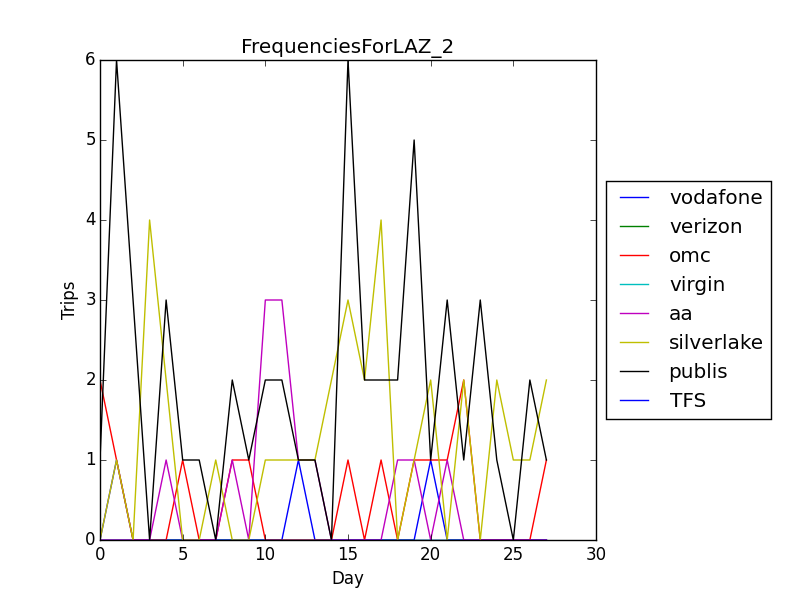 FrequenciesForLAZ_2
6
5
4
3
2
1
0
Trips
0 5 10 15 20 25 30
Day
vodafone
verizon
omc
virgin
aa
silverlake
publis
TFS